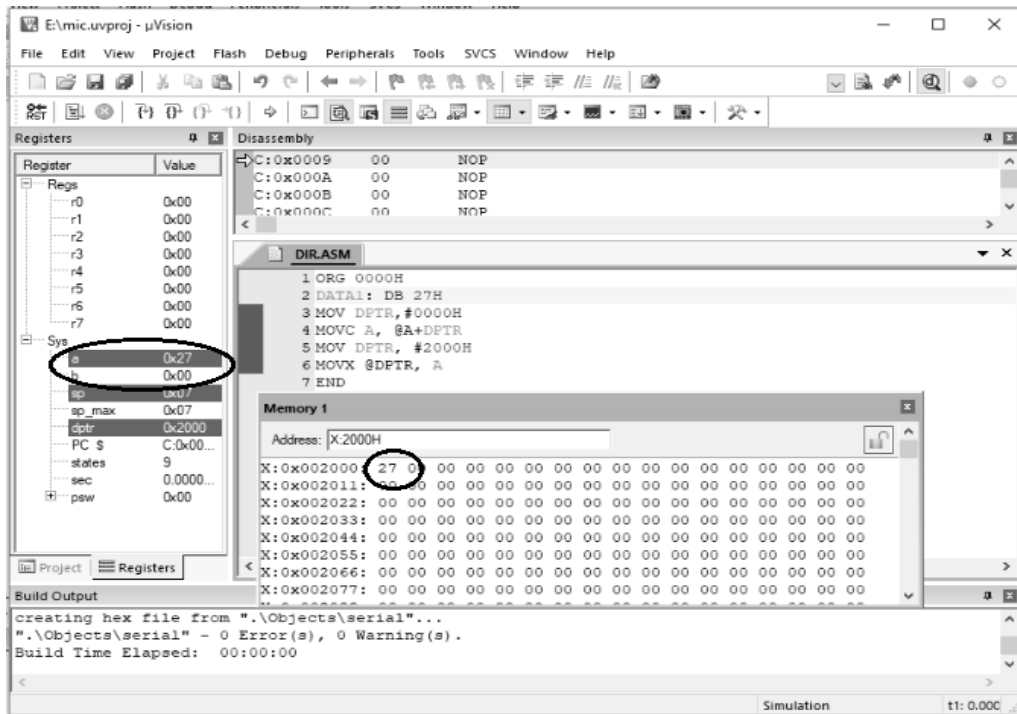 E:\mic.uvproj - µVision
File Edit View Project Flash Debug Peripherals Tools SVCS Window Help
Registers
Register Value
Regs
r0 0x00
r1 0x00
r2 0x00
r3 0x00
r4 0x00
r5 0x00
r6 0x00
r7 0x00
Sys
a 0x27
b 0x00
sp 0x07
sp_max 0x07
dptr 0x2000
PC $ C:0x00...
states 9
sec 0.0000...
psw 0x00
Project Registers
Disassembly
C:0x0009 00 NOP
C:0x000A 00 NOP
C:0x000B 00 NOP
C:0x000C 00 NOP
DIR.ASM
1 ORG 0000H
2 DATA1: DB 27H
3 MOV DPTR,#0000H
4 MOVC A, @A+DPTR
5 MOV DPTR, #2000H
6 MOVX @DPTR, A
7 END
Memory 1
Address: X:2000H
X:0x002000: 27 00 00 00 00 00 00 00 00 00 00 00 00 00 00 00 00
X:0x002011: 00 00 00 00 00 00 00 00 00 00 00 00 00 00 00 00 00
X:0x002022: 00 00 00 00 00 00 00 00 00 00 00 00 00 00 00 00 00
X:0x002033: 00 00 00 00 00 00 00 00 00 00 00 00 00 00 00 00 00
X:0x002044: 00 00 00 00 00 00 00 00 00 00 00 00 00 00 00 00 00
X:0x002055: 00 00 00 00 00 00 00 00 00 00 00 00 00 00 00 00 00
X:0x002066: 00 00 00 00 00 00 00 00 00 00 00 00 00 00 00 00 00
X:0x002077: 00 00 00 00 00 00 00 00 00 00 00 00 00 00 00 00 00
Build Output
creating hex file from ".\Objects\serial"...
".\Objects\serial" - 0 Error(s), 0 Warning(s).
Build Time Elapsed: 00:00:00
Simulation t1: 0.000